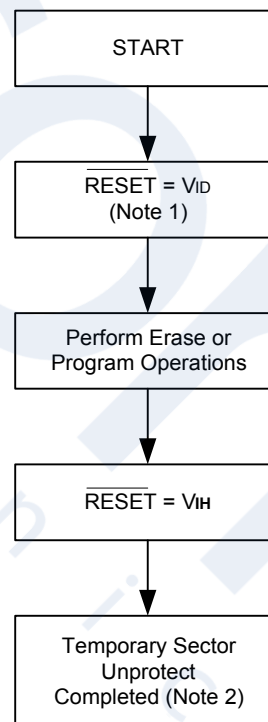 START
RESET = VID
(Note 1)
Perform Erase or
Program Operations
RESET = VIH
Temporary Sector
Unprotect
Completed (Note 2)